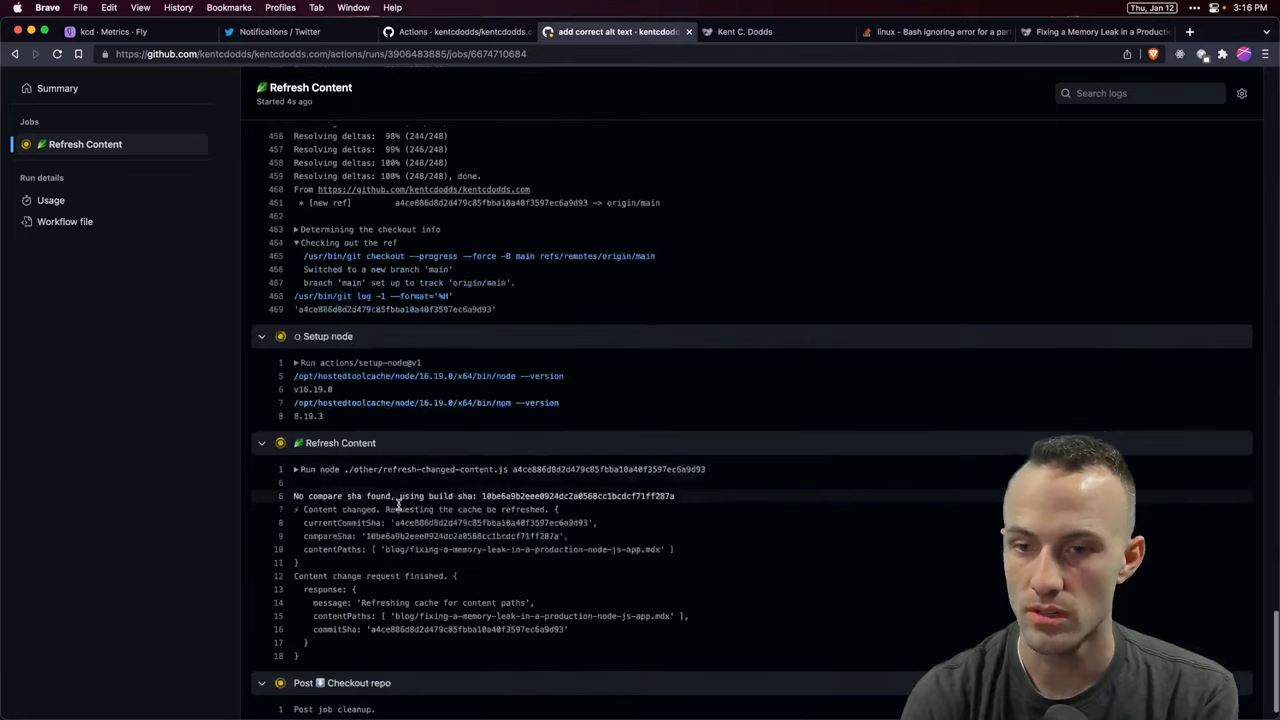 Brave File Edit View History Bookmarks Profiles Tab Window Help Thu, Jan 12 3:16 PM
kcd · Metrics · Fly
Notifications / Twitter
Actions · kentcdodds/kentcdodds.c
add correct alt text · kentcdodds
Kent C. Dodds
linux - Bash ignoring error for a par
Fixing a Memory Leak in a Producti
https://github.com/kentcdodds/kentcdodds.com/actions/runs/3906483885/jobs/6674710684
Summary
Jobs
Refresh Content
Run details
Usage
Workflow file
Refresh Content
Started 4s ago
Search logs
456 Resolving deltas: 98% (244/248)
457 Resolving deltas: 99% (246/248)
458 Resolving deltas: 100% (248/248)
459 Resolving deltas: 100% (248/248), done.
460 From https://github.com/kentcdodds/kentcdodds.com
461 * [new ref] a4ce886d8d2d479c85fbba10a40f3597ec6a9d93 -> origin/main
462
463 Determining the checkout info
464 Checking out the ref
465 /usr/bin/git checkout --progress --force -B main refs/remotes/origin/main
466 Switched to a new branch 'main'
467 branch 'main' set up to track 'origin/main'.
468 /usr/bin/git log -1 --format='%H'
469 'a4ce886d8d2d479c85fbba10a40f3597ec6a9d93'
Setup node
1 Run actions/setup-node@v1
5 /opt/hostedtoolcache/node/16.19.0/x64/bin/node --version
6 v16.19.0
7 /opt/hostedtoolcache/node/16.19.0/x64/bin/npm --version
8 8.19.3
Refresh Content
1 Run node ./other/refresh-changed-content.js a4ce886d8d2d479c85fbba10a40f3597ec6a9d93
6
6 No compare sha found, using build sha: 10be6a9b2eee0924dc2a0568cc1bcdcf71ff287a
7 ⚡ Content changed. Requesting the cache be refreshed. {
8 currentCommitSha: 'a4ce886d8d2d479c85fbba10a40f3597ec6a9d93',
9 compareSha: '10be6a9b2eee0924dc2a0568cc1bcdcf71ff287a',
10 contentPaths: [ 'blog/fixing-a-memory-leak-in-a-production-node-js-app.mdx' ]
11 }
12 Content change request finished. {
13 response: {
14 message: 'Refreshing cache for content paths',
15 contentPaths: [ 'blog/fixing-a-memory-leak-in-a-production-node-js-app.mdx' ],
16 commitSha: 'a4ce886d8d2d479c85fbba10a40f3597ec6a9d93'
17 }
18 }
Post ⬇️ Checkout repo
1 Post job cleanup.